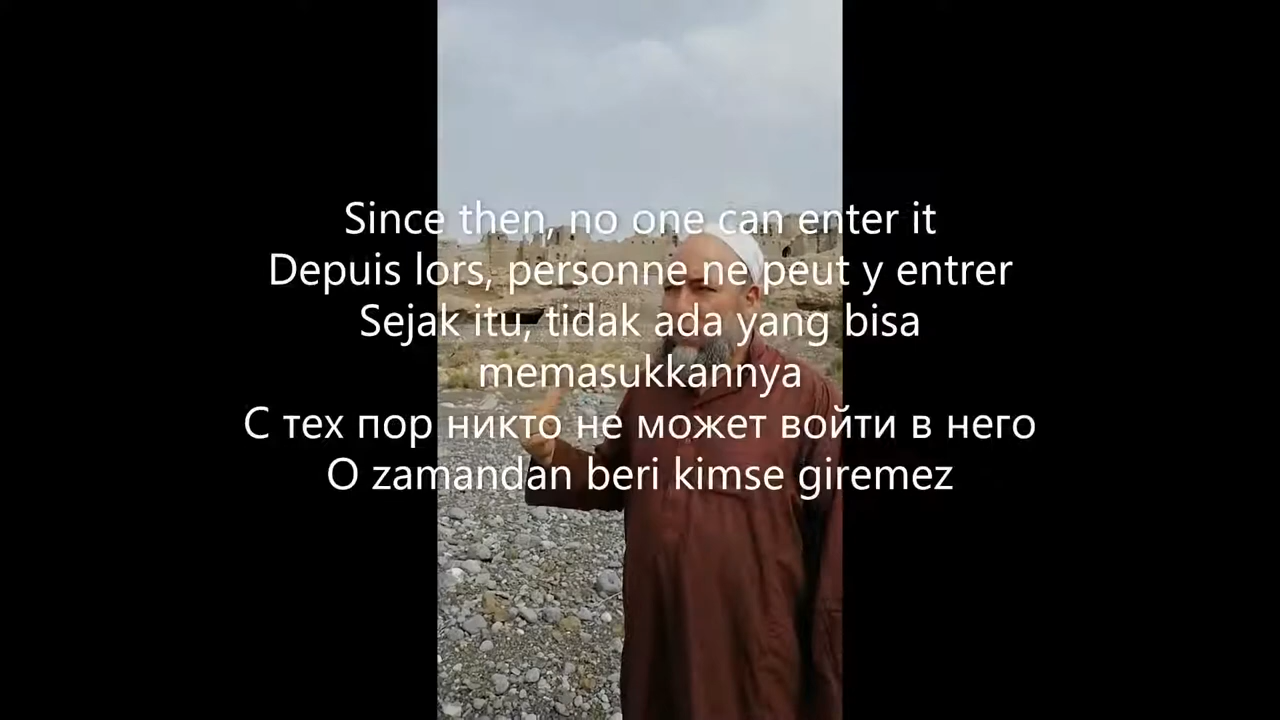 Since then, no one can enter it
Depuis lors, personne ne peut y entrer
Sejak itu, tidak ada yang bisa
memasukkannya
С тех пор никто не может войти в него
O zamandan beri kimse giremez